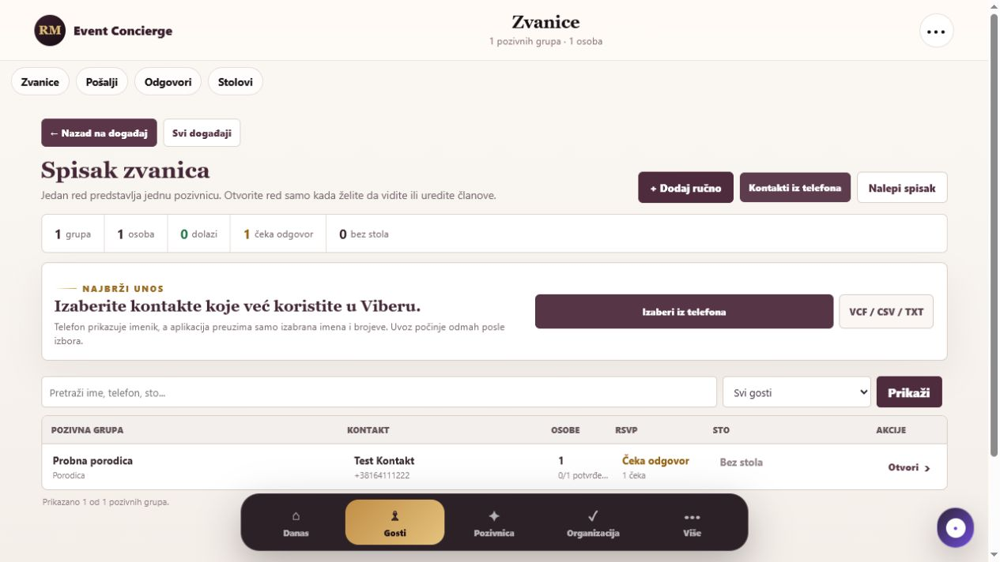 RM Event Concierge
Zvanice
1 pozivnih grupa · 1 osoba
•••
Zvanice Pošalji Odgovori Stolovi
← Nazad na događaj Svi događaji
Spisak zvanica
Jedan red predstavlja jednu pozivnicu. Otvorite red samo kada želite da vidite ili uredite članove.
+ Dodaj ručno Kontakti iz telefona Nalepi spisak
1 grupa 1 osoba 0 dolazi 1 čeka odgovor 0 bez stola
NAJBRŽI UNOS
Izaberite kontakte koje već koristite u Viberu.
Telefon prikazuje imenik, a aplikacija preuzima samo izabrana imena i brojeve. Uvoz počinje odmah posle
izbora.
Izaberi iz telefona VCF / CSV / TXT
Pretraži ime, telefon, sto... Svi gosti Prikaži
POZIVNA GRUPA KONTAKT OSOBE RSVP STO AKCIJE
Probna porodica Test Kontakt 1 Čeka odgovor Bez stola Otvori ›
Porodica +38164111222 0/1 potvrđe... 1 čeka
Prikazano 1 od 1 pozivnih grupa.
Danas Gosti Pozivnica Organizacija Više